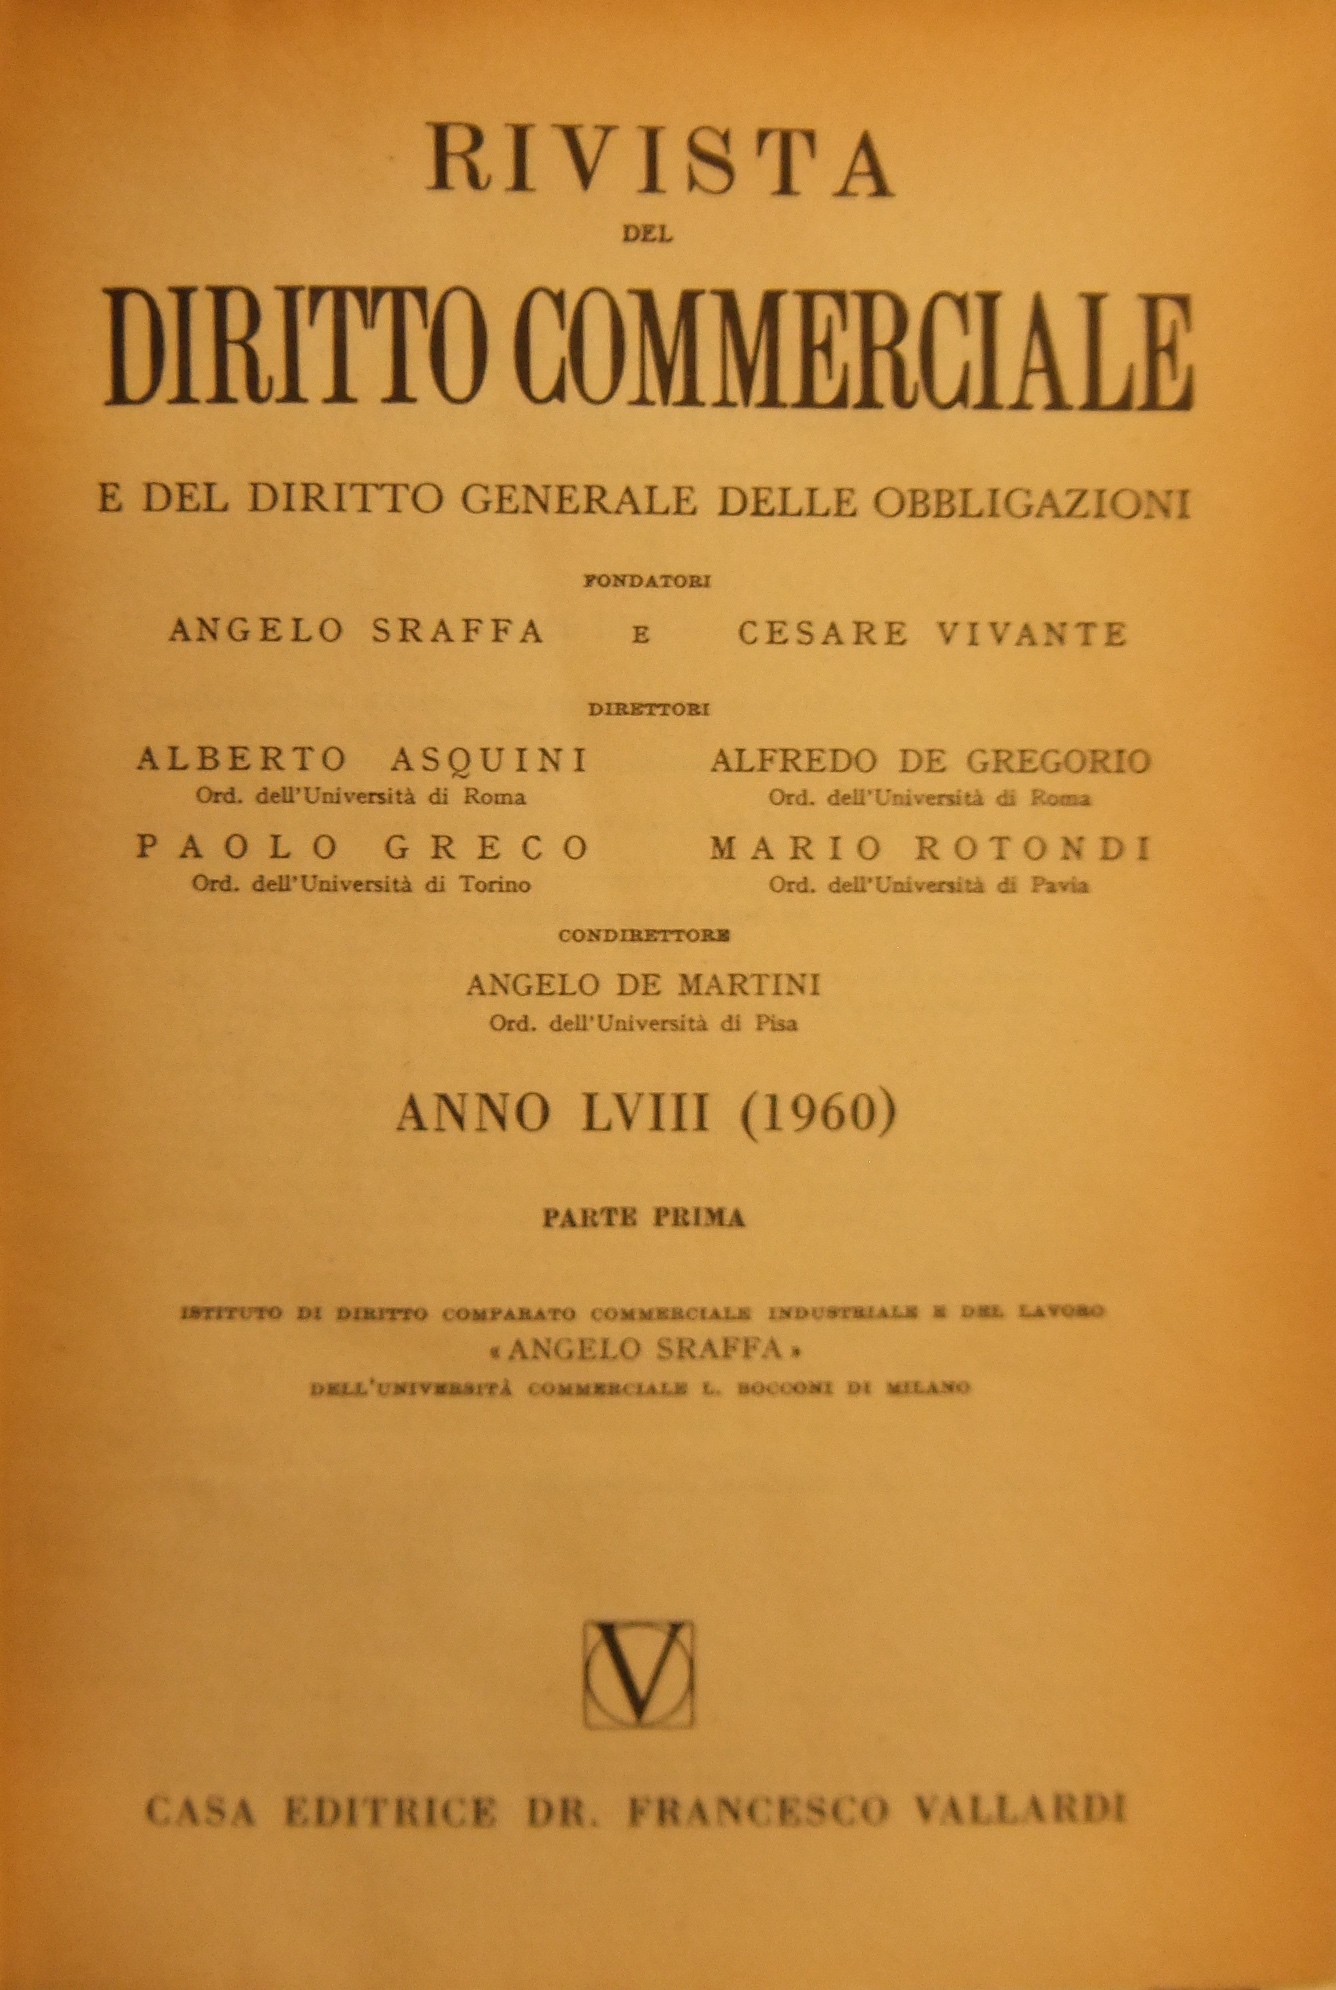 RIVISTA
DEL
DIRITTO COMMERCIALE
E DEL DIRITTO GENERALE DELLE OBBLIGAZIONI
FONDATORI
ANGELO SRAFFA E CESARE VIVANTE
DIRETTORI
ALBERTO ASQUINI ALFREDO DE GREGORIO
Ord. dell'Università di Roma Ord. dell'Università di Roma
PAOLO GRECO MARIO ROTONDI
Ord. dell'Università di Torino Ord. dell'Università di Pavia
CONDIRETTORE
ANGELO DE MARTINI
Ord. dell'Università di Pisa
ANNO LVIII (1960)
PARTE PRIMA
ISTITUTO DI DIRITTO COMPARATO COMMERCIALE INDUSTRIALE E DEL LAVORO
« ANGELO SRAFFA »
DELL'UNIVERSITÀ COMMERCIALE L. BOCCONI DI MILANO
V
CASA EDITRICE DR. FRANCESCO VALLARDI